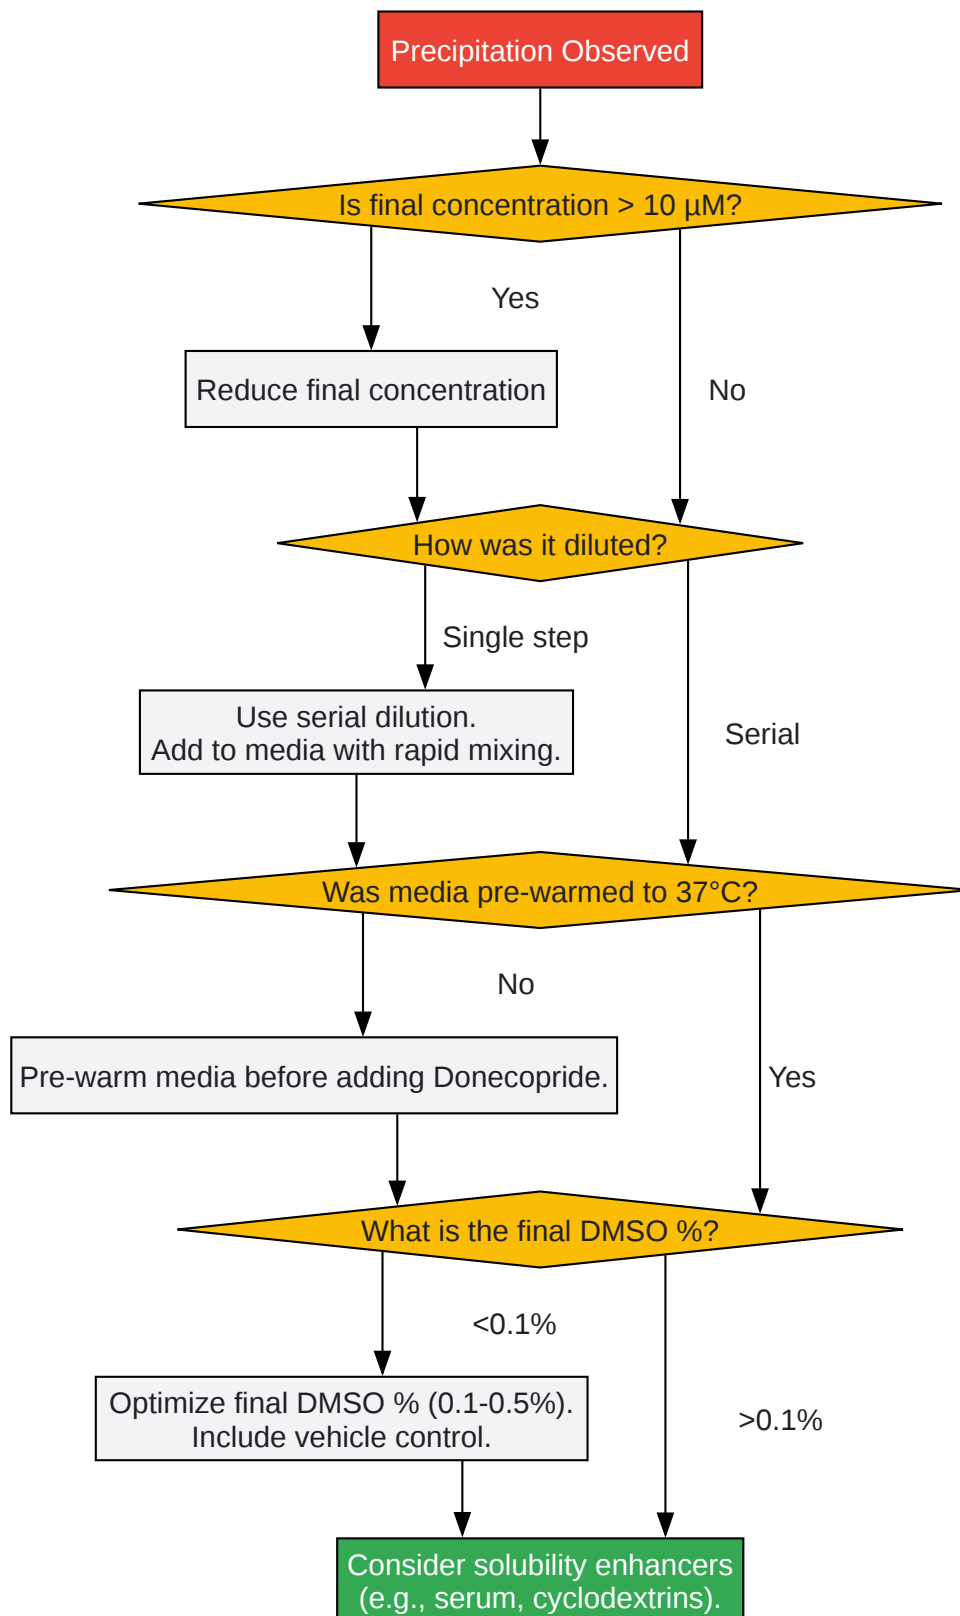 Precipitation Observed
Is final concentration > 10 µM?
Yes
Reduce final concentration
No
How was it diluted?
Single step
Use serial dilution.
Add to media with rapid mixing.
Serial
Was media pre-warmed to 37°C?
No
Pre-warm media before adding Donecopride.
Yes
What is the final DMSO %?
<0.1%
Optimize final DMSO % (0.1-0.5%).
Include vehicle control.
>0.1%
Consider solubility enhancers
(e.g., serum, cyclodextrins).